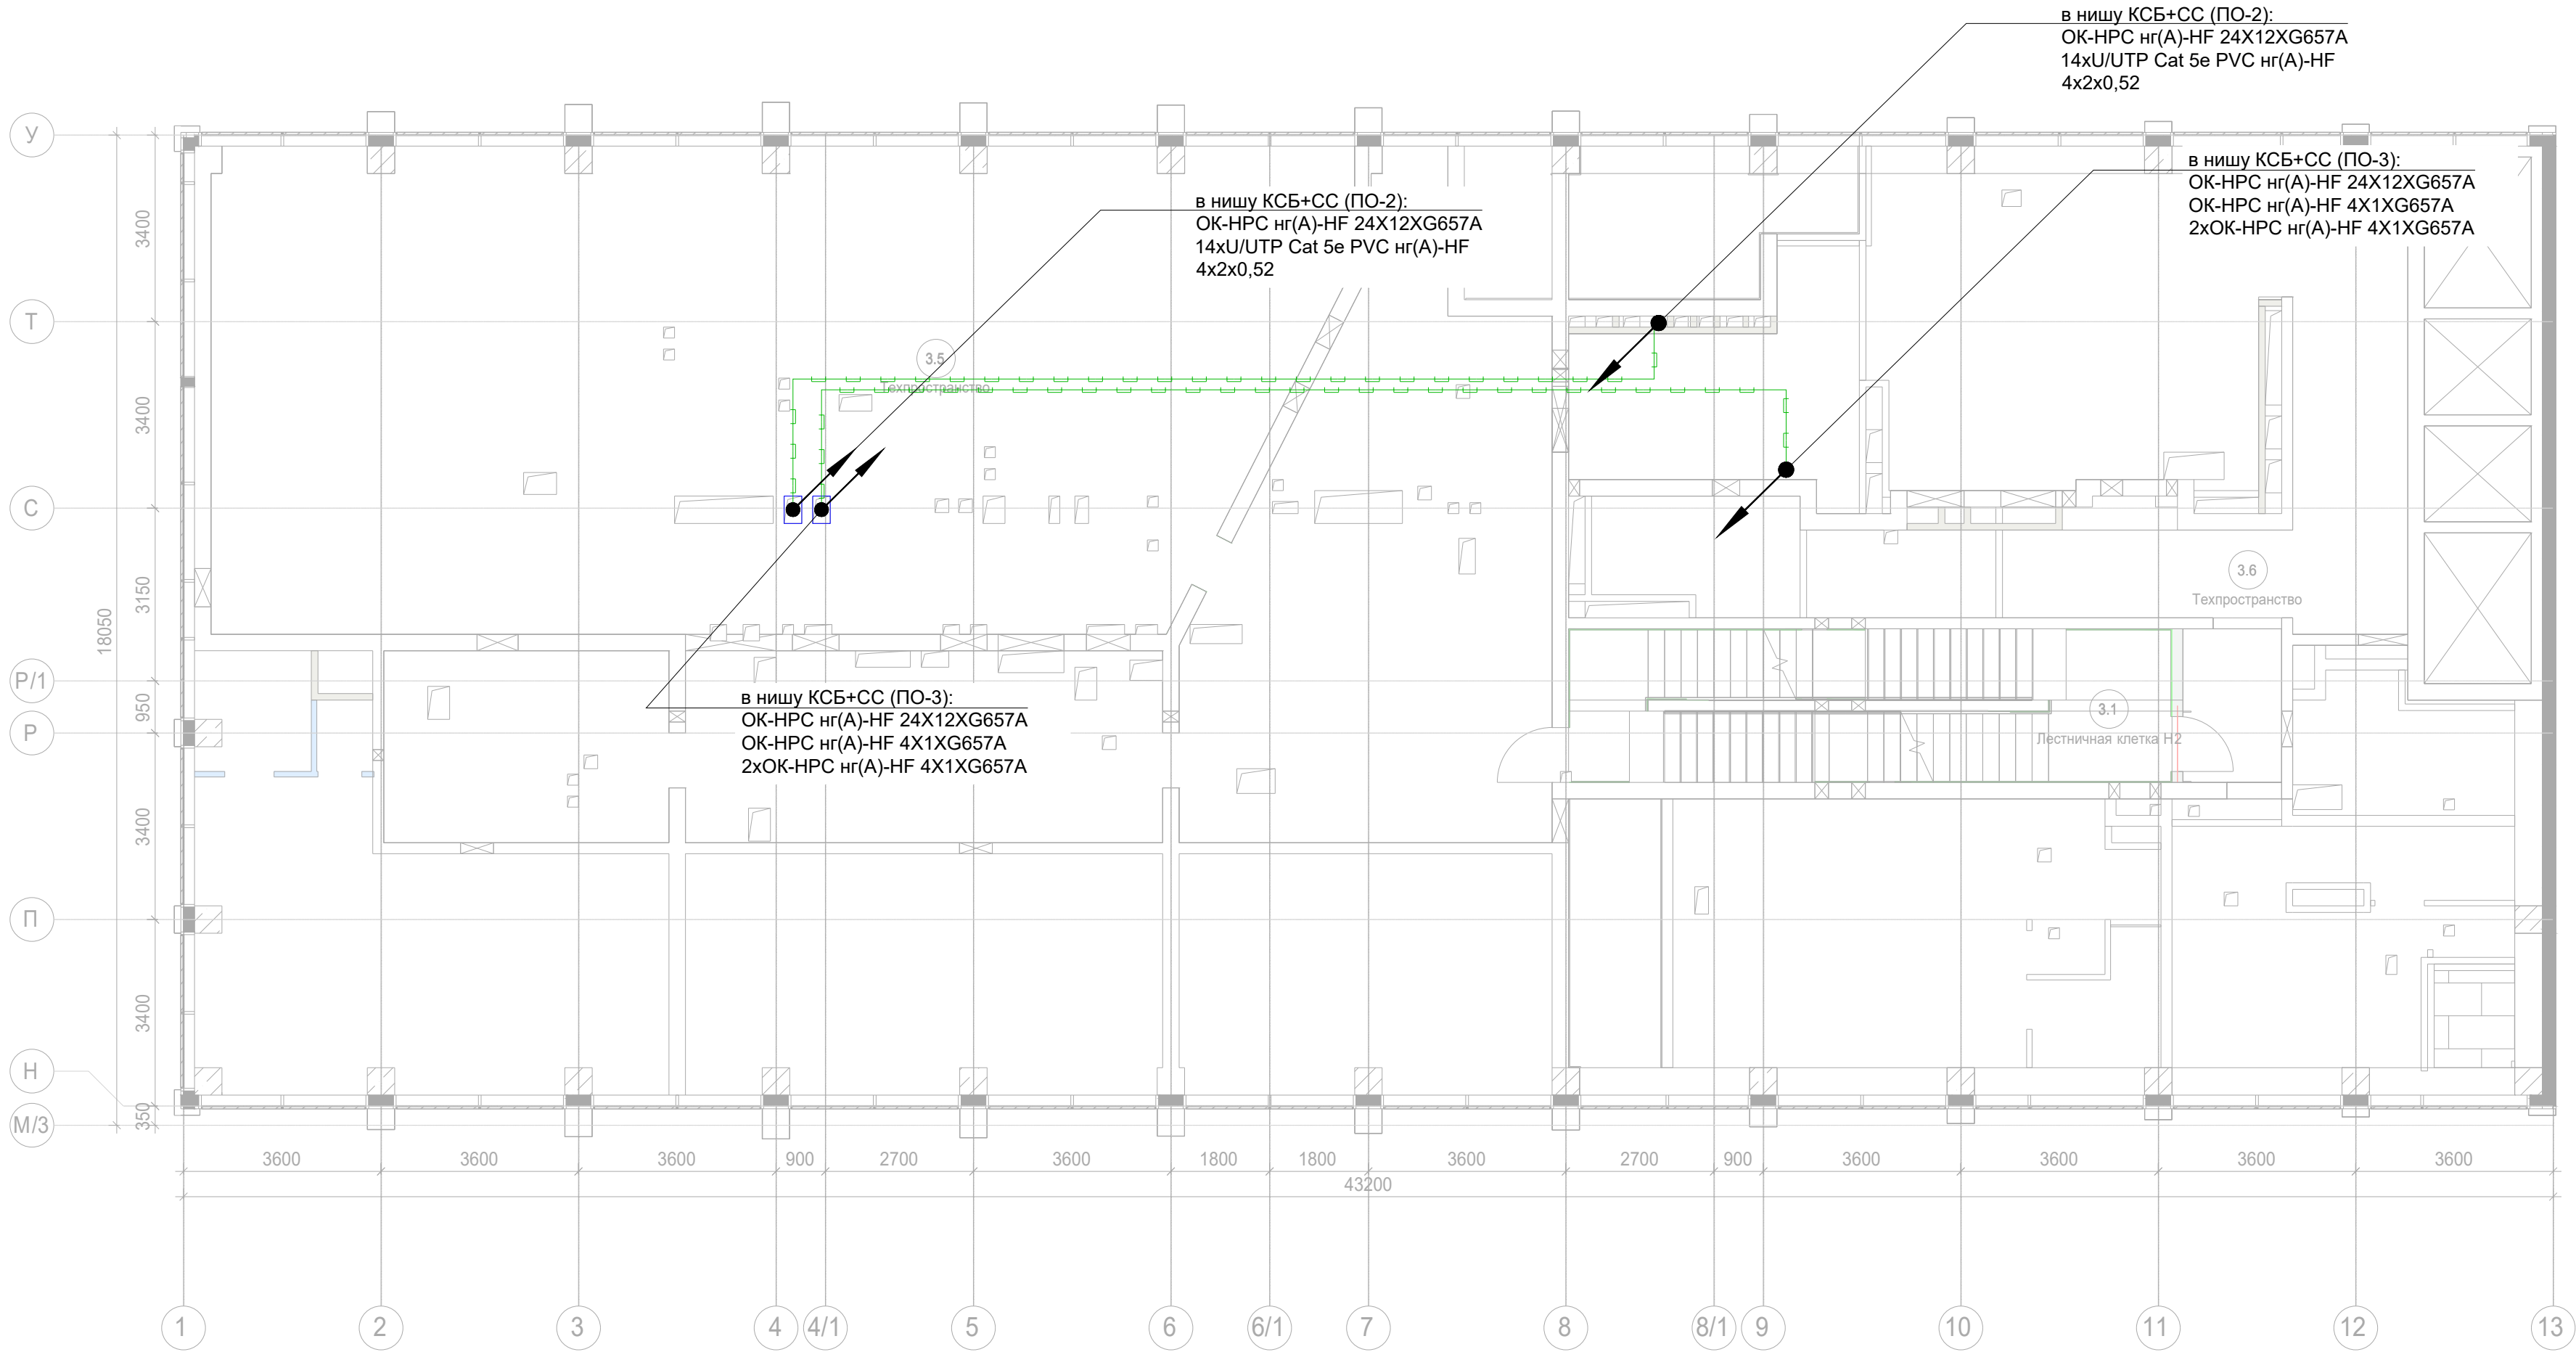 в нишу КСБ+СС (ПО-2):
ОК-НРС нг(А)-HF 24X12XG657A
14xU/UTP Cat 5e PVC нг(А)-HF
4x2x0,52
в нишу КСБ+СС (ПО-3):
ОК-НРС нг(А)-HF 24X12XG657A
ОК-НРС нг(А)-HF 4X1XG657A
2xОК-НРС нг(А)-HF 4X1XG657A
в нишу КСБ+СС (ПО-2):
ОК-НРС нг(А)-HF 24X12XG657A
14xU/UTP Cat 5e PVC нг(А)-HF
4x2x0,52
в нишу КСБ+СС (ПО-3):
ОК-НРС нг(А)-HF 24X12XG657A
ОК-НРС нг(А)-HF 4X1XG657A
2xОК-НРС нг(А)-HF 4X1XG657A
3.5
Техпространство
3.6
Техпространство
3.1
Лестничная клетка Н2
У
Т
С
Р/1
Р
П
Н
М/3
3400
3400
3150
950
3400
3400
350
18050
3600
3600
3600
900
2700
3600
1800
1800
3600
2700
900
3600
3600
3600
3600
43200
1
2
3
4
4/1
5
6
6/1
7
8
8/1
9
10
11
12
13